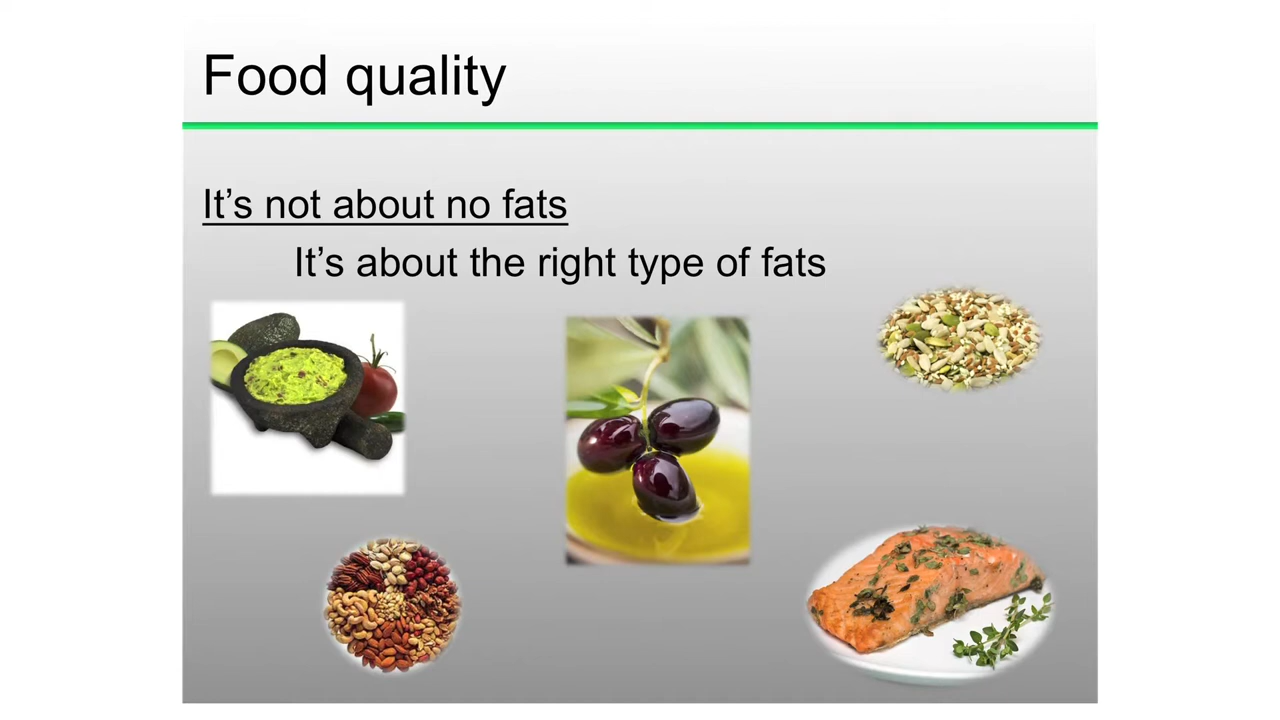 Food quality
It’s not about no fats
It’s about the right type of fats